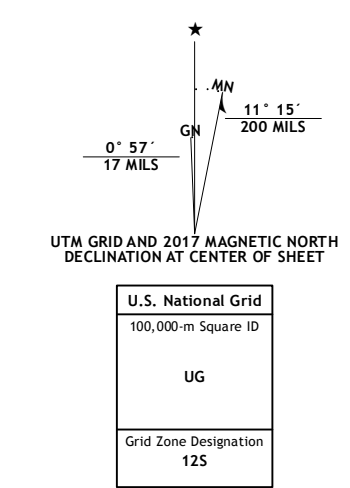 ★
MN
11° 15´
200 MILS
GN
0° 57´
17 MILS
UTM GRID AND 2017 MAGNETIC NORTH
DECLINATION AT CENTER OF SHEET
U.S. National Grid
100,000-m Square ID
UG
Grid Zone Designation
12S